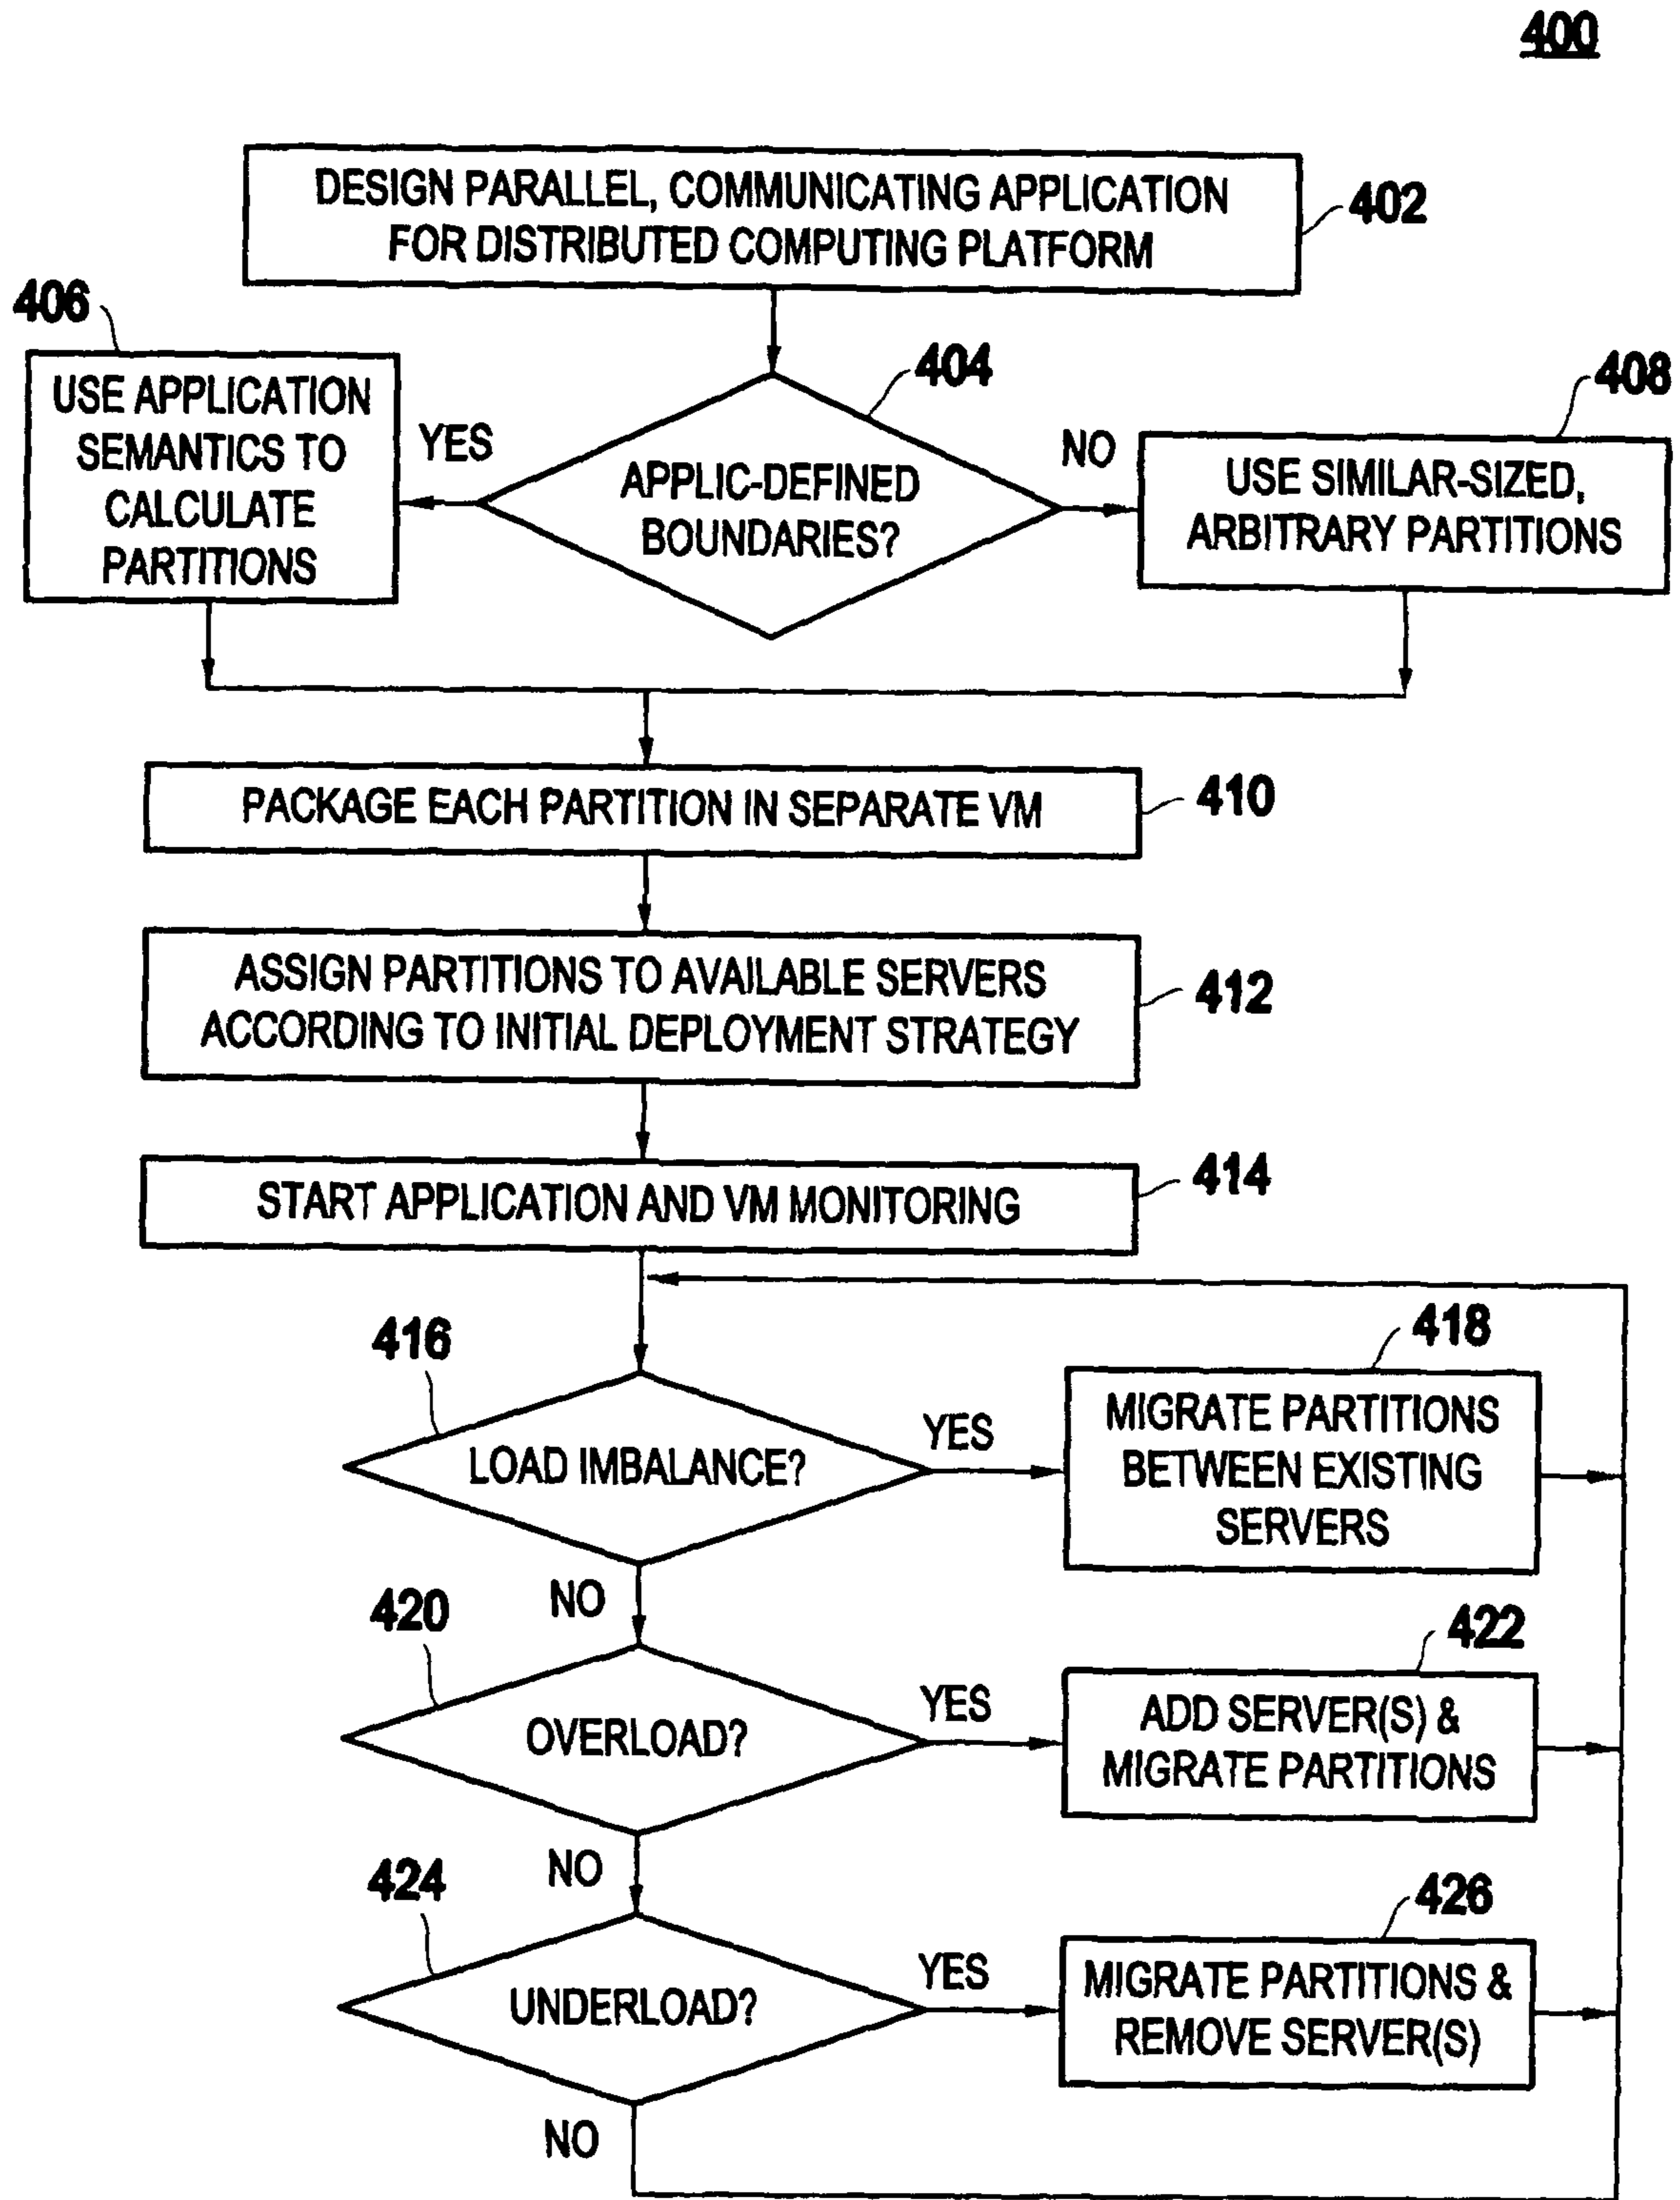 400
DESIGN PARALLEL, COMMUNICATING APPLICATION
FOR DISTRIBUTED COMPUTING PLATFORM
402
406
USE APPLICATION
SEMANTICS TO
CALCULATE
PARTITIONS
YES
404
APPLIC-DEFINED
BOUNDARIES?
NO
408
USE SIMILAR-SIZED,
ARBITRARY PARTITIONS
PACKAGE EACH PARTITION IN SEPARATE VM
410
ASSIGN PARTITIONS TO AVAILABLE SERVERS
ACCORDING TO INITIAL DEPLOYMENT STRATEGY
412
START APPLICATION AND VM MONITORING
414
416
LOAD IMBALANCE?
YES
418
MIGRATE PARTITIONS
BETWEEN EXISTING
SERVERS
NO
420
OVERLOAD?
YES
422
ADD SERVER(S) &
MIGRATE PARTITIONS
NO
424
UNDERLOAD?
YES
426
MIGRATE PARTITIONS &
REMOVE SERVER(S)
NO